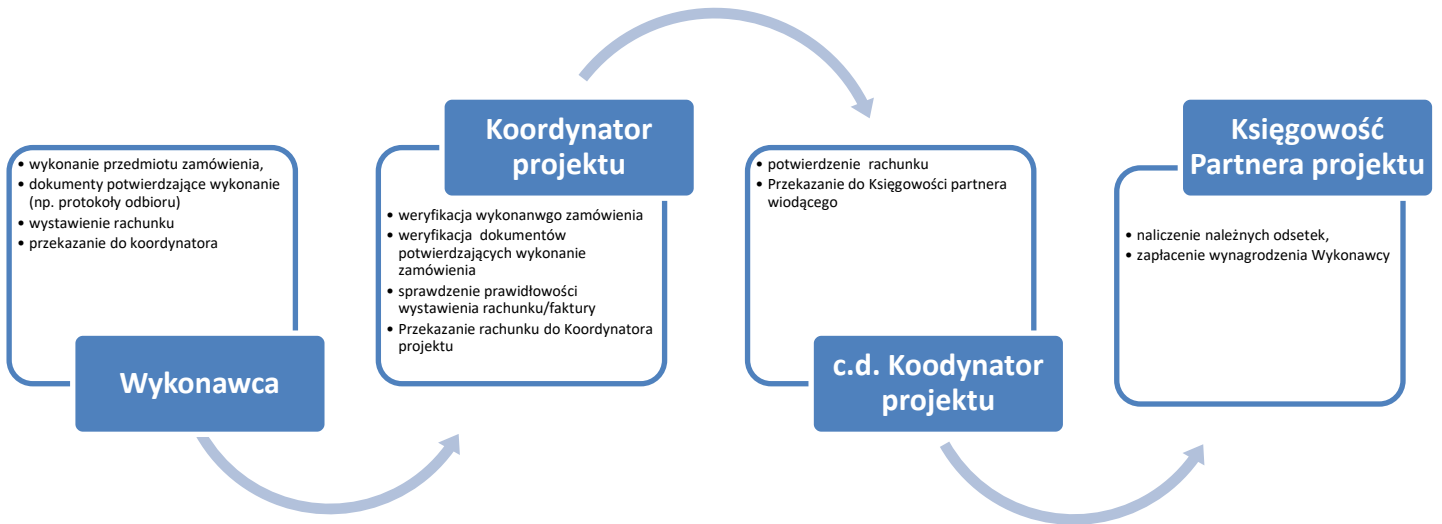 • wykonanie przedmiotu zamówienia,
• dokumenty potwierdzające wykonanie
(np. protokoły odbioru)
• wystawienie rachunku
• przekazanie do koordynatora
Wykonawca
Koordynator
projektu
• weryfikacja wykonanwgo zamówienia
• weryfikacja dokumentów
potwierdzających wykonanie
zamówienia
• sprawdzenie prawidłowości
wystawienia rachunku/faktury
• Przekazanie rachunku do Koordynatora
projektu
• potwierdzenie rachunku
• Przekazanie do Księgowości partnera
wiodącego
c.d. Koodynator
projektu
Księgowość
Partnera projektu
• naliczenie należnych odsetek,
• zapłacenie wynagrodzenia Wykonawcy